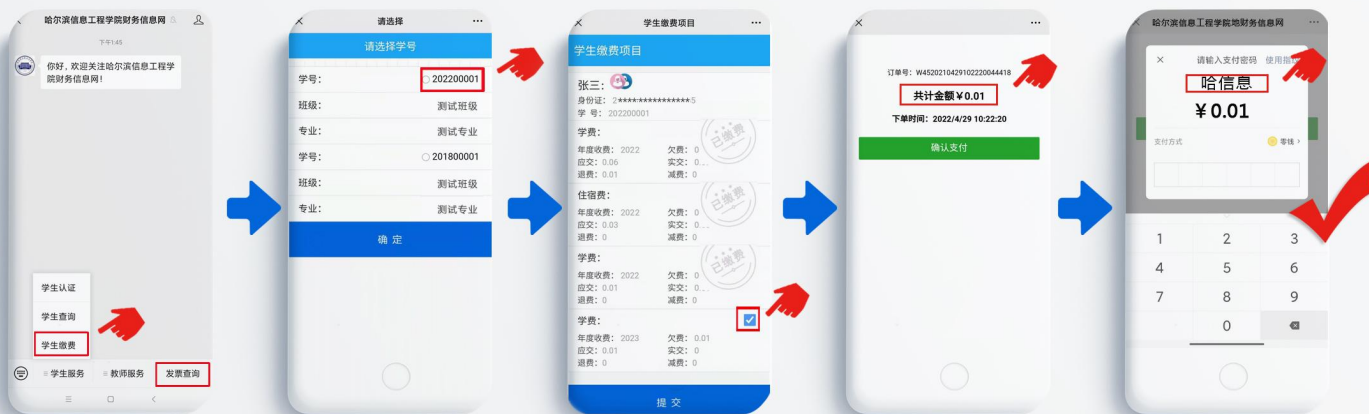 哈尔滨信息工程学院财务信息网
下午1:45
你好,欢迎关注哈尔滨信息工程学
院财务信息网!
学生认证
学生查询
学生缴费
学生服务
教师服务
发票查询
请选择
请选择学号
学号: 202200001
班级: 测试班级
专业: 测试专业
学号: 201800001
班级: 测试班级
专业: 测试专业
确定
学生缴费项目
学生缴费项目
张三:
身份证: 2****************5
学 号: 202200001
学费:
已缴费
年度收费: 2022 欠费: 0
应交: 0.06 实交: 0...
退费: 0.01 减费: 0
住宿费:
已缴费
年度收费: 2022 欠费: 0
应交: 0.03 实交: 0...
退费: 0 减费: 0
学费:
已缴费
年度收费: 2022 欠费: 0
应交: 0.01 实交: 0...
退费: 0 减费: 0
学费:
年度收费: 2023 欠费: 0.01
应交: 0.01 实交: 0
退费: 0 减费: 0
提交
订单号: W4520210429102220044418
共计金额¥0.01
下单时间: 2022/4/29 10:22:20
确认支付
哈尔滨信息工程学院地财务信息网
请输入支付密码 使用指
哈信息
¥0.01
支付方式 零钱
1 2 3
4 5 6
7 8 9
0